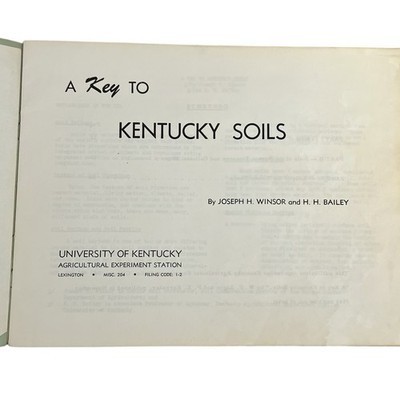 A Key TO
KENTUCKY SOILS
By JOSEPH H. WINSOR and H. H. BAILEY
UNIVERSITY OF KENTUCKY
AGRICULTURAL EXPERIMENT STATION
LEXINGTON • MISC. 204 • FILING CODE: 1-2